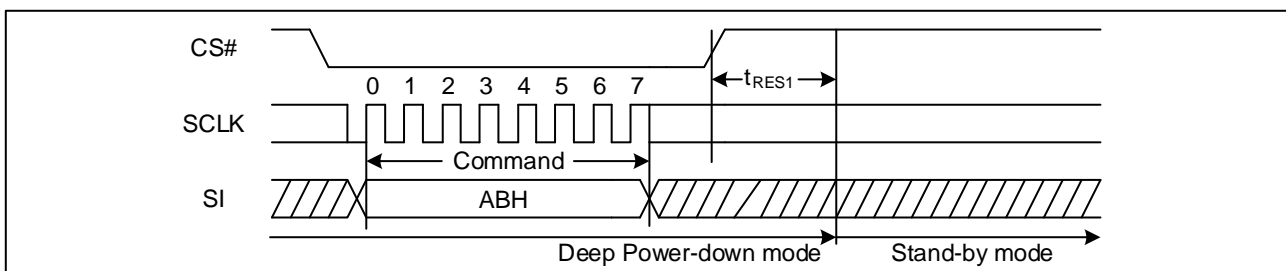 CS#
tRES1
0 1 2 3 4 5 6 7
SCLK
Command
SI
ABH
Deep Power-down mode
Stand-by mode